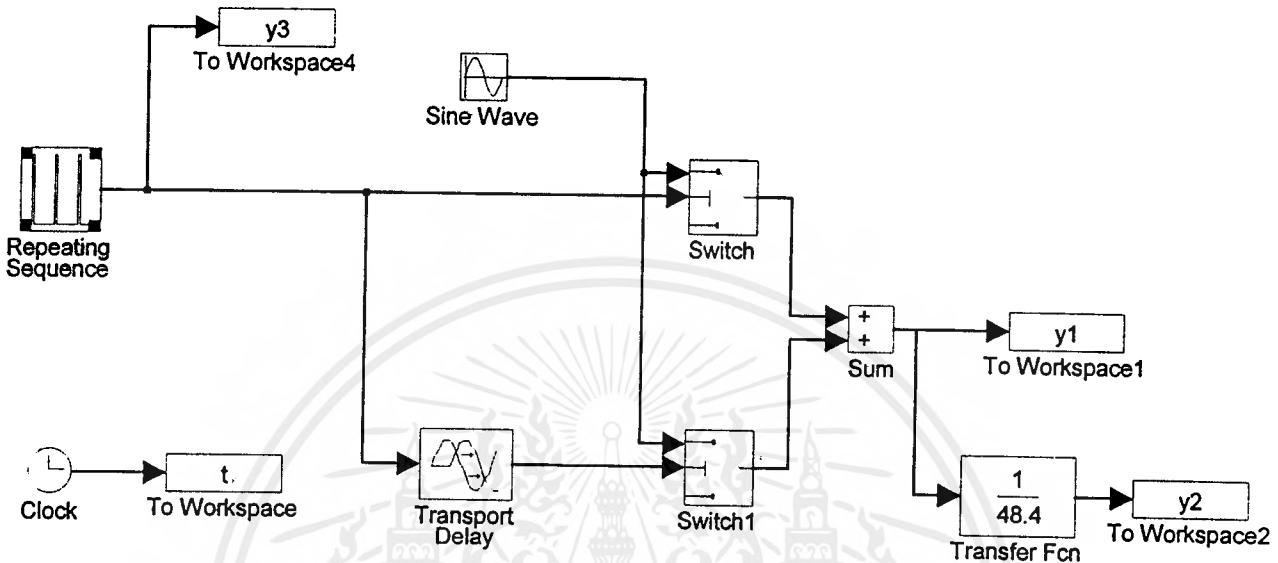 y3
To Workspace4
Sine Wave
Repeating
Sequence
Switch
+
+
Sum
y1
To Workspace1
Clock
t.
To Workspace
Transport
Delay
Switch1
1
48.4
Transfer Fcn
y2
To Workspace2